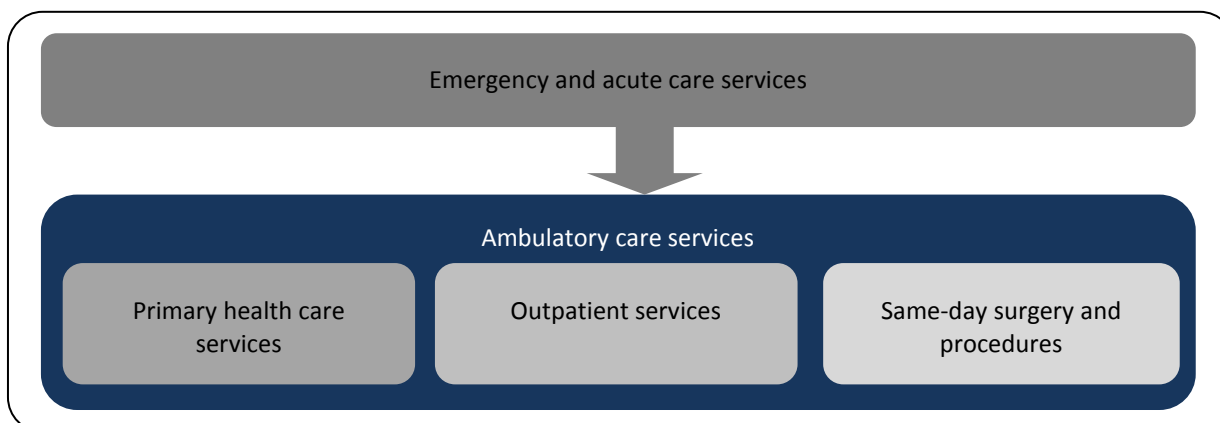 Emergency and acute care services
Ambulatory care services
Primary health care
services
Outpatient services
Same-day surgery and
procedures